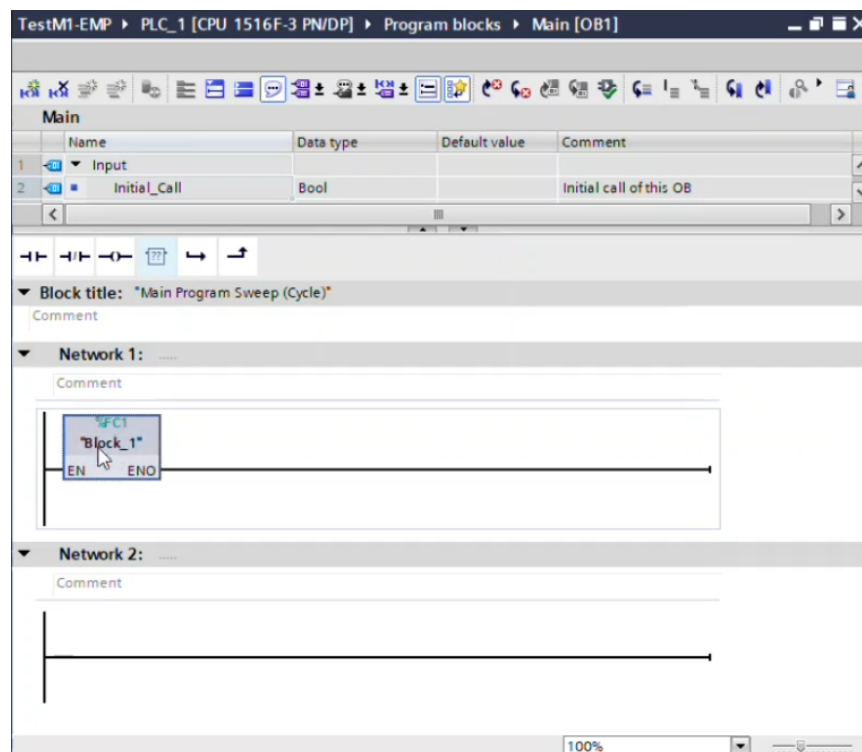 TestM1-EMP ▸ PLC_1 [CPU 1516F-3 PN/DP] ▸ Program blocks ▸ Main [OB1]
Main
Name Data type Default value Comment
1 Input
2 Initial_Call Bool Initial call of this OB
Block title: "Main Program Sweep (Cycle)"
Comment
Network 1: .....
Comment
%FC1
"Block_1"
EN ENO
Network 2: .....
Comment
100%